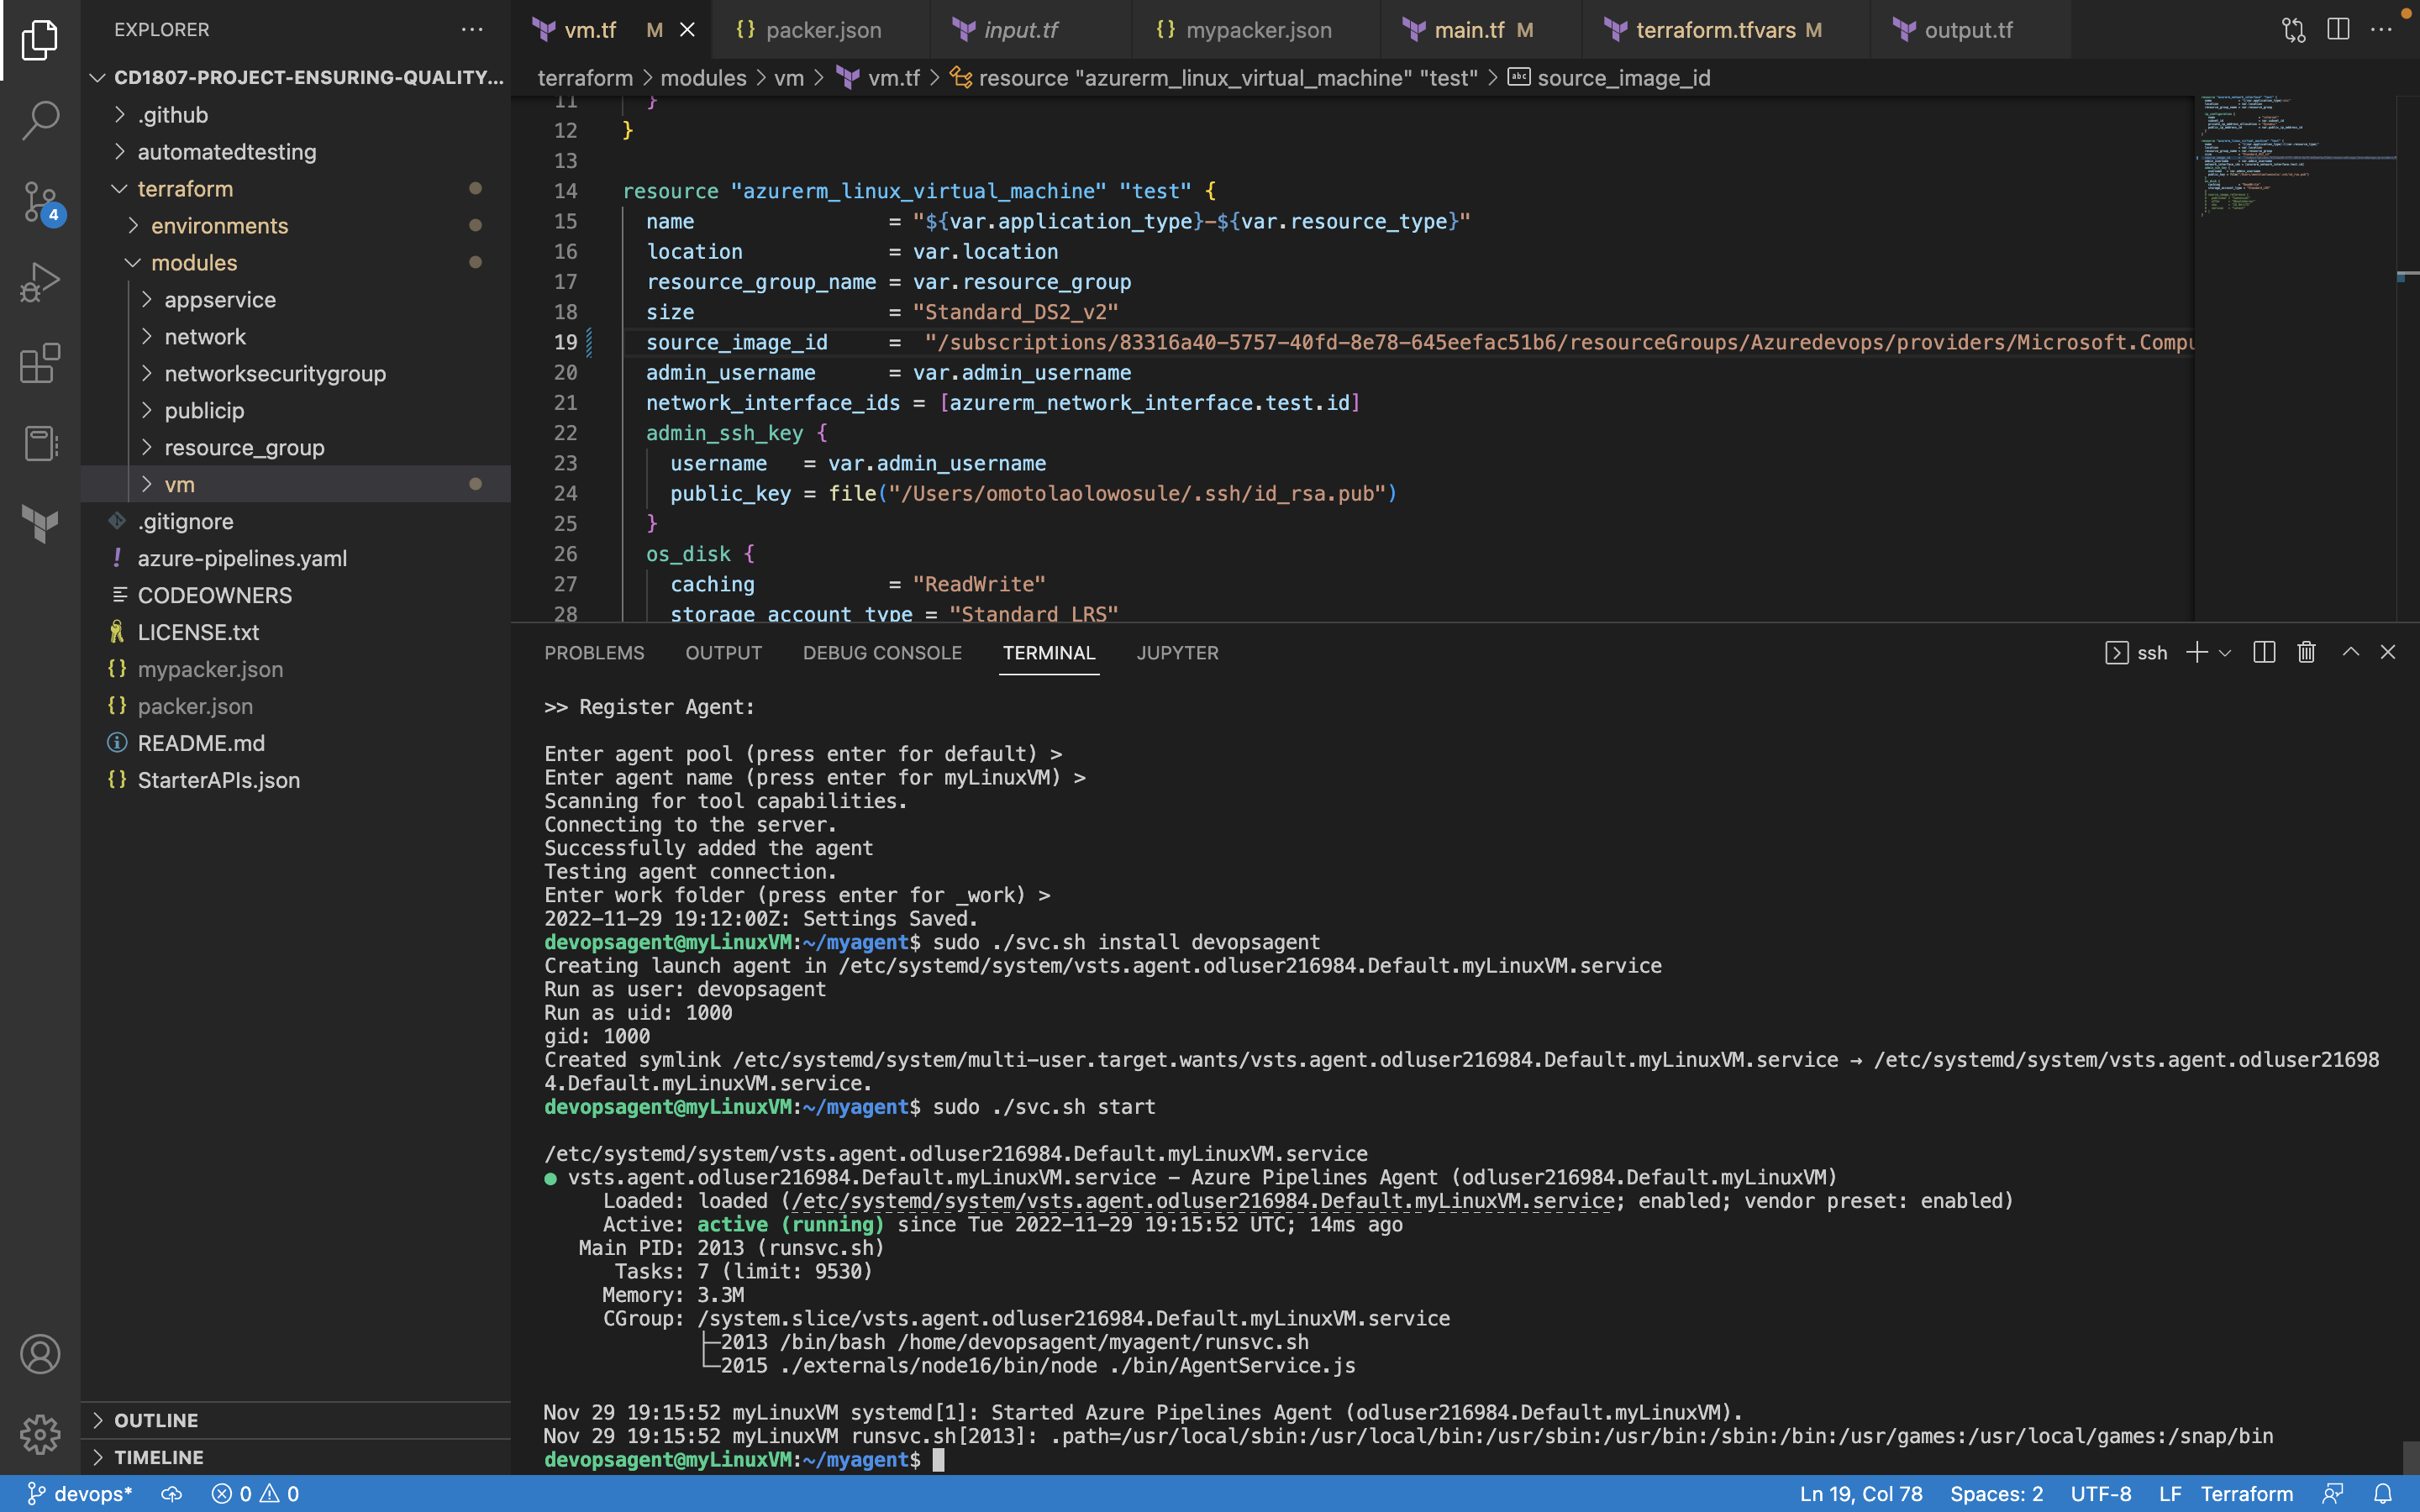 EXPLORER
vm.tf M
packer.json
input.tf
mypacker.json
main.tf M
terraform.tfvars M
output.tf
terraform > modules > vm > vm.tf > resource "azurerm_linux_virtual_machine" "test" > abc source_image_id
CD1807-PROJECT-ENSURING-QUALITY...
.github
automatedtesting
terraform
environments
modules
appservice
network
networksecuritygroup
publicip
resource_group
vm
.gitignore
azure-pipelines.yaml
CODEOWNERS
LICENSE.txt
mypacker.json
packer.json
README.md
StarterAPIs.json
OUTLINE
TIMELINE
4
11 }
12 }
13
14 resource "azurerm_linux_virtual_machine" "test" {
15 name = "${var.application_type}-${var.resource_type}"
16 location = var.location
17 resource_group_name = var.resource_group
18 size = "Standard_DS2_v2"
19 source_image_id = "/subscriptions/83316a40-5757-40fd-8e78-645eefac51b6/resourceGroups/Azuredevops/providers/Microsoft.Compu
20 admin_username = var.admin_username
21 network_interface_ids = [azurerm_network_interface.test.id]
22 admin_ssh_key {
23 username = var.admin_username
24 public_key = file("/Users/omotolaolowosule/.ssh/id_rsa.pub")
25 }
26 os_disk {
27 caching = "ReadWrite"
28 storage_account_type = "Standard_LRS"
PROBLEMS OUTPUT DEBUG CONSOLE TERMINAL JUPYTER
ssh
>> Register Agent:
Enter agent pool (press enter for default) >
Enter agent name (press enter for myLinuxVM) >
Scanning for tool capabilities.
Connecting to the server.
Successfully added the agent
Testing agent connection.
Enter work folder (press enter for _work) >
2022-11-29 19:12:00Z: Settings Saved.
devopsagent@myLinuxVM:~/myagent$ sudo ./svc.sh install devopsagent
Creating launch agent in /etc/systemd/system/vsts.agent.odluser216984.Default.myLinuxVM.service
Run as user: devopsagent
Run as uid: 1000
gid: 1000
Created symlink /etc/systemd/system/multi-user.target.wants/vsts.agent.odluser216984.Default.myLinuxVM.service → /etc/systemd/system/vsts.agent.odluser21698
4.Default.myLinuxVM.service.
devopsagent@myLinuxVM:~/myagent$ sudo ./svc.sh start
/etc/systemd/system/vsts.agent.odluser216984.Default.myLinuxVM.service
● vsts.agent.odluser216984.Default.myLinuxVM.service - Azure Pipelines Agent (odluser216984.Default.myLinuxVM)
Loaded: loaded (/etc/systemd/system/vsts.agent.odluser216984.Default.myLinuxVM.service; enabled; vendor preset: enabled)
Active: active (running) since Tue 2022-11-29 19:15:52 UTC; 14ms ago
Main PID: 2013 (runsvc.sh)
Tasks: 7 (limit: 9530)
Memory: 3.3M
CGroup: /system.slice/vsts.agent.odluser216984.Default.myLinuxVM.service
├─2013 /bin/bash /home/devopsagent/myagent/runsvc.sh
└─2015 ./externals/node16/bin/node ./bin/AgentService.js
Nov 29 19:15:52 myLinuxVM systemd[1]: Started Azure Pipelines Agent (odluser216984.Default.myLinuxVM).
Nov 29 19:15:52 myLinuxVM runsvc.sh[2013]: .path=/usr/local/sbin:/usr/local/bin:/usr/sbin:/usr/bin:/sbin:/bin:/usr/games:/usr/local/games:/snap/bin
devopsagent@myLinuxVM:~/myagent$
devops* 0 0 Ln 19, Col 78 Spaces: 2 UTF-8 LF Terraform